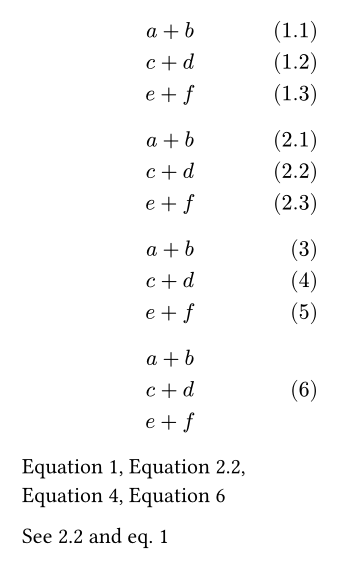 a + b (1.1)
c + d (1.2)
e + f (1.3)
a + b (2.1)
c + d (2.2)
e + f (2.3)
a + b (3)
c + d (4)
e + f (5)
a + b
c + d (6)
e + f
Equation 1, Equation 2.2,
Equation 4, Equation 6
See 2.2 and eq. 1